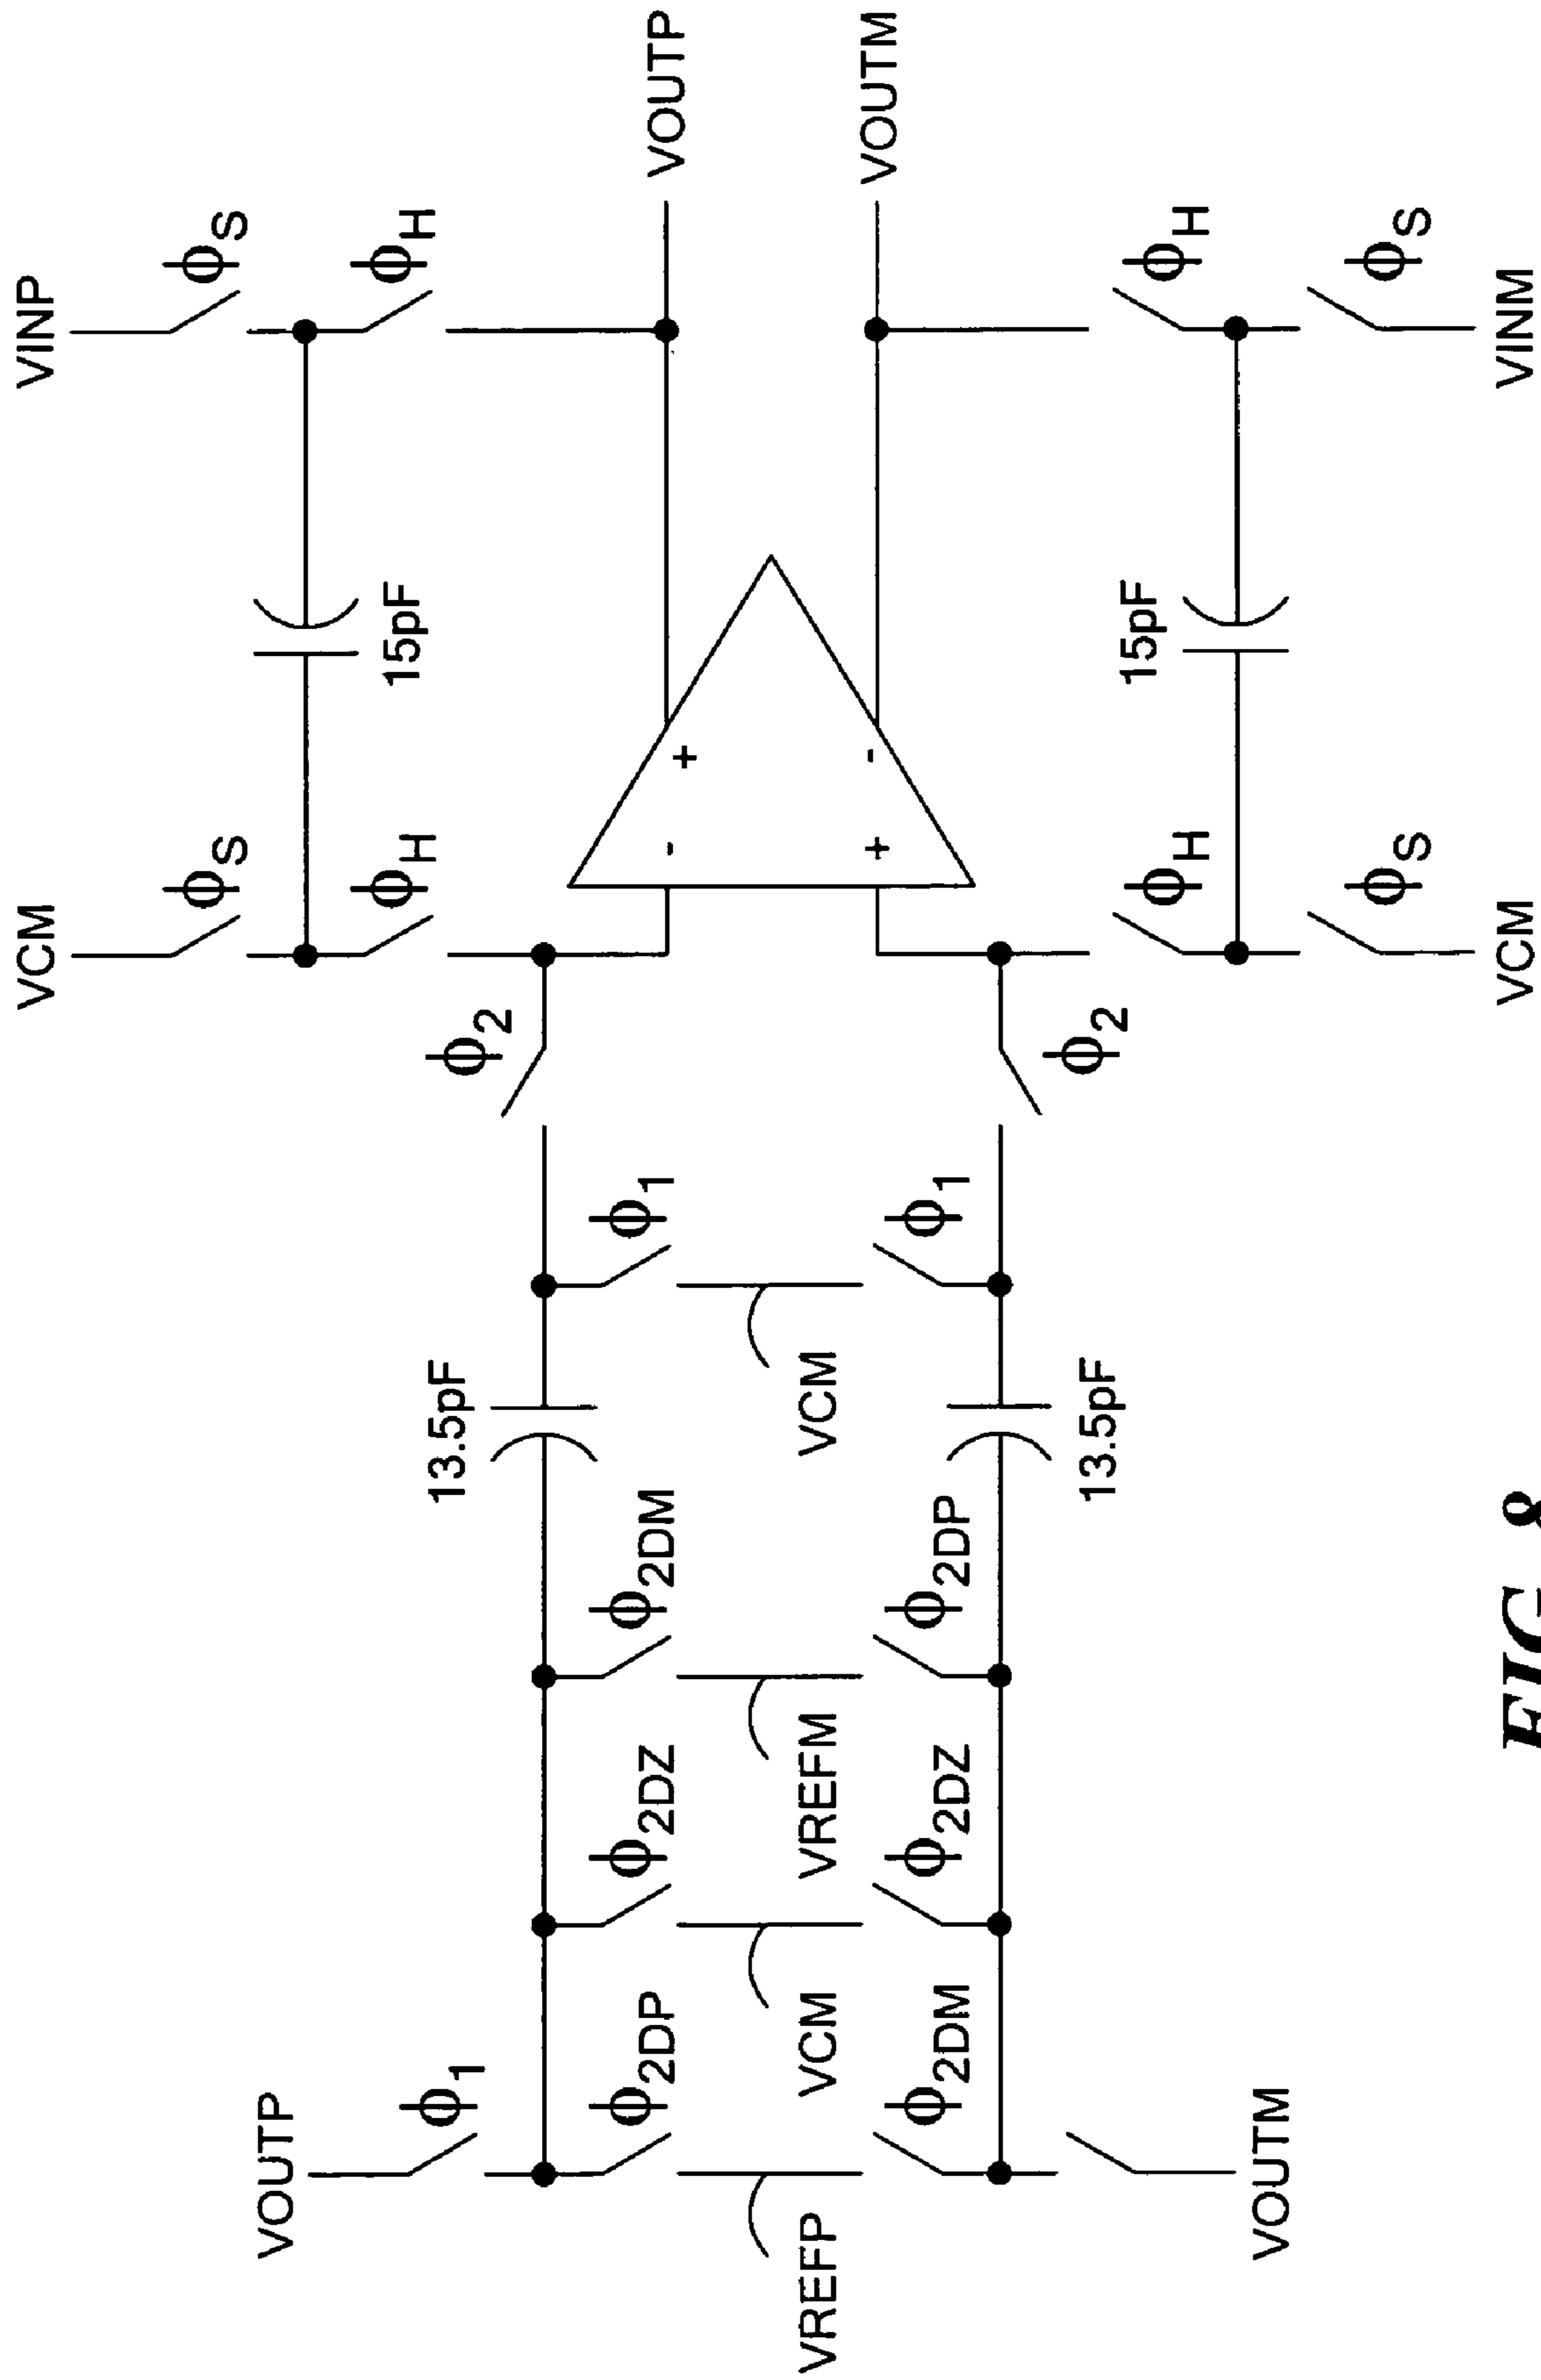 VINP
VCM
ϕS
ϕS
ϕH
ϕH
15pF
VOUTP
VOUTM
- +
+ -
ϕ2
ϕ2
VOUTP
ϕ1
13.5pF
ϕ2DP
ϕ2DZ
ϕ2DM
ϕ1
VREFP
VCM
VREFM
VCM
ϕ2DM
ϕ2DZ
ϕ2DP
ϕ1
13.5pF
VOUTM
15pF
ϕH
ϕH
ϕS
ϕS
VCM
VINM
FIG. 8